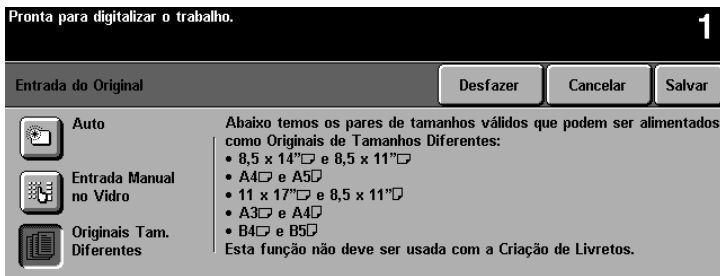 Pronta para digitalizar o trabalho.
1
Entrada do Original
Desfazer
Cancelar
Salvar
Auto
Entrada Manual
no Vidro
Originais Tam.
Diferentes
Abaixo temos os pares de tamanhos válidos que podem ser alimentados
como Originais de Tamanhos Diferentes:
• 8,5 x 14” e 8,5 x 11”
• A4 e A5
• 11 x 17” e 8,5 x 11”
• A3 e A4
• B4 e B5
Esta função não deve ser usada com a Criação de Livretos.